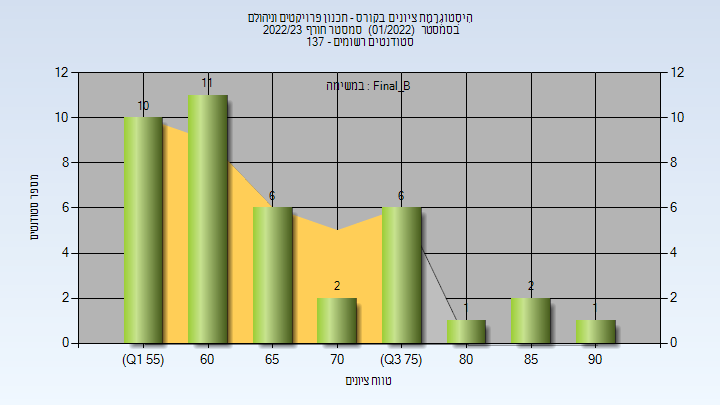 היסטוגרמת ציונים בקורס - תכנון פרויקטים וניהולם
בסמסטר (01/2022) סמסטר חורף 2022/23
סטודנטים רשומים - 137
במשימה : Final_B
מספר סטודנטים
12 12
10 10
8 8
6 6
4 4
2 2
0 0
10 11 6 2 6 1 2 1
(Q1 55) 60 65 70 (Q3 75) 80 85 90
טווח ציונים